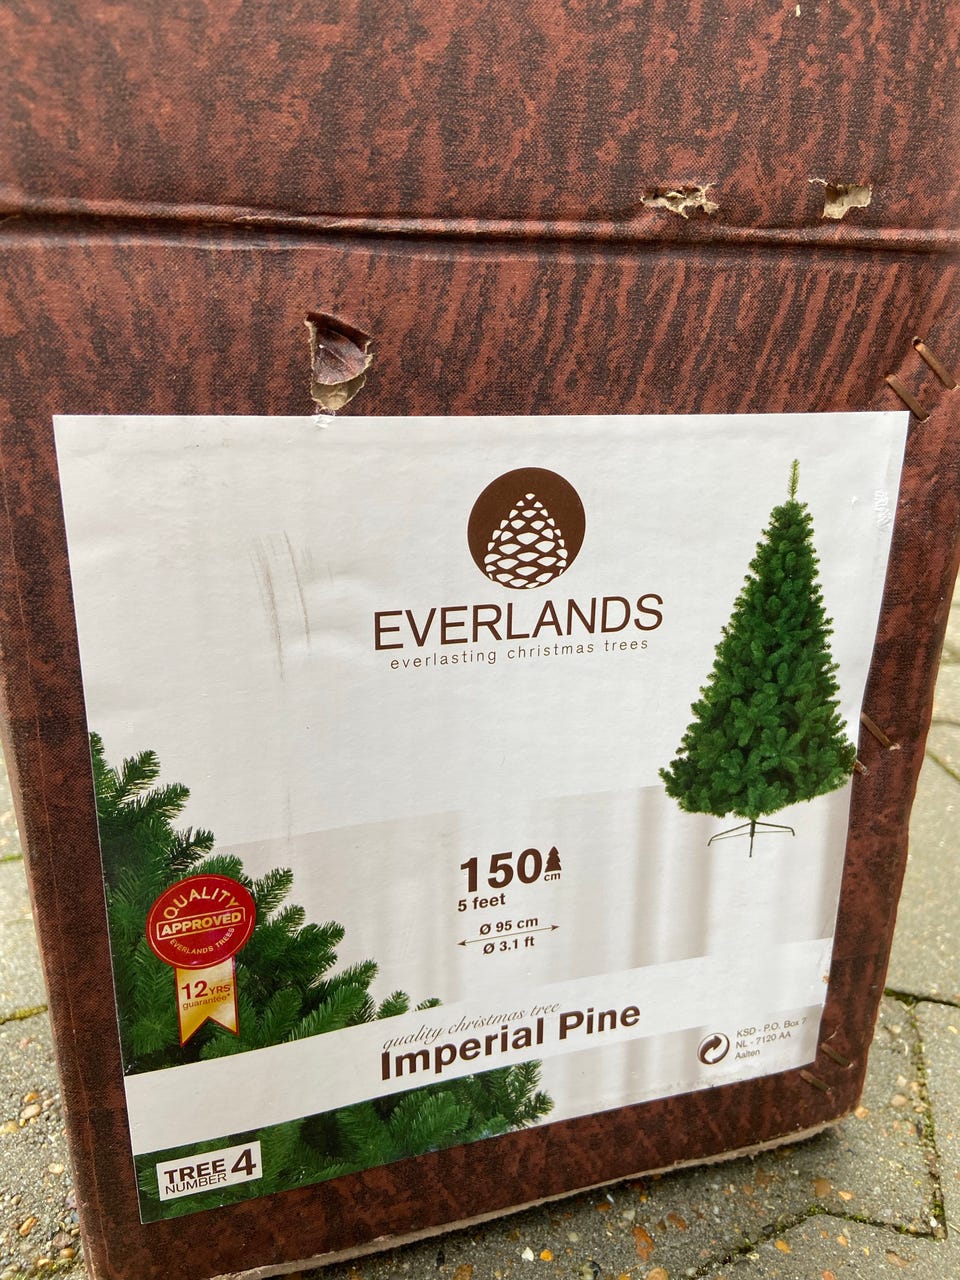 EVERLANDS
everlasting christmas trees
150 cm
5 feet
Ø 95 cm
Ø 3.1 ft
QUALITY
APPROVED
EVERLANDS TREES
12 YRS
guarantee*
quality christmas tree
Imperial Pine
KSD - P.O. Box 7
NL - 7120 AA
Aalten
TREE
NUMBER 4